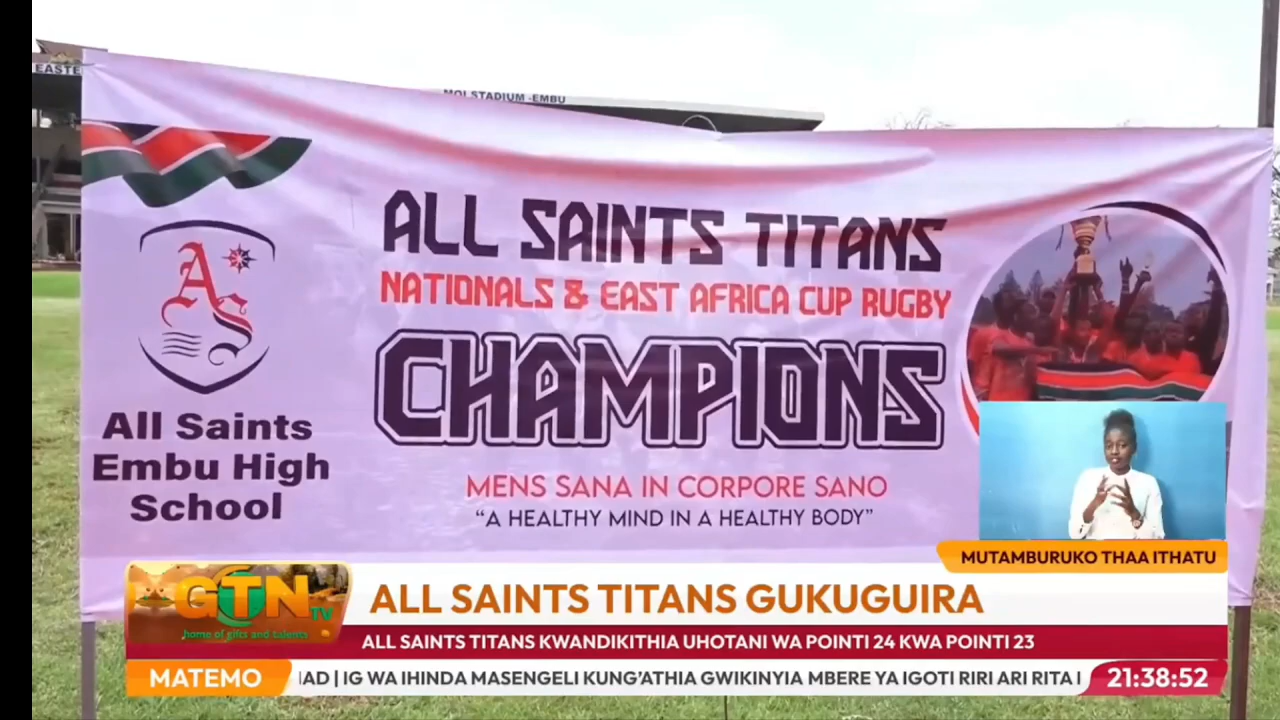 EASTE
MOI STADIUM -EMBU
ALL SAINTS TITANS
NATIONALS & EAST AFRICA CUP RUGBY
CHAMPIONS
MENS SANA IN CORPORE SANO
“A HEALTHY MIND IN A HEALTHY BODY”
AS
All Saints
Embu High
School
MUTAMBURUKO THAA ITHATU
GTN TV
home of gifts and talents
ALL SAINTS TITANS GUKUGUIRA
ALL SAINTS TITANS KWANDIKITHIA UHOTANI WA POINTI 24 KWA POINTI 23
MATEMO
IAD | IG WA IHINDA MASENGELI KUNG'ATHIA GWIKINYIA MBERE YA IGOTI RIRI ARI RITA I
21:38:52